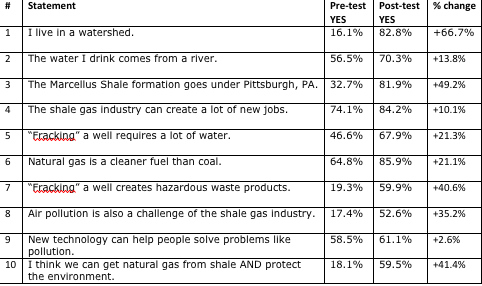 # Statement Pre-test YES Post-test YES % change
1 I live in a watershed. 16.1% 82.8% +66.7%
2 The water I drink comes from a river. 56.5% 70.3% +13.8%
3 The Marcellus Shale formation goes under Pittsburgh, PA. 32.7% 81.9% +49.2%
4 The shale gas industry can create a lot of new jobs. 74.1% 84.2% +10.1%
5 “Fracking” a well requires a lot of water. 46.6% 67.9% +21.3%
6 Natural gas is a cleaner fuel than coal. 64.8% 85.9% +21.1%
7 “Fracking” a well creates hazardous waste products. 19.3% 59.9% +40.6%
8 Air pollution is also a challenge of the shale gas industry. 17.4% 52.6% +35.2%
9 New technology can help people solve problems like 58.5% 61.1% +2.6%
pollution.
10 I think we can get natural gas from shale AND protect 18.1% 59.5% +41.4%
the environment.